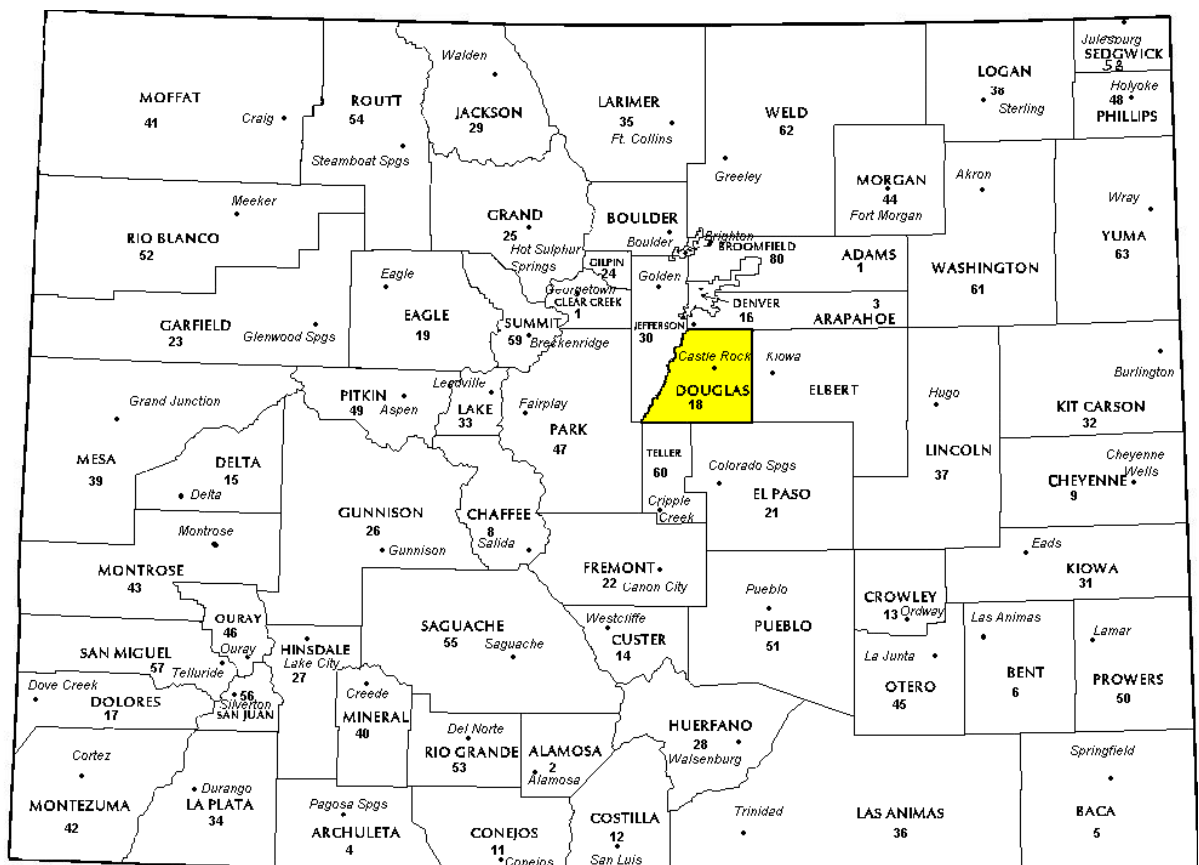 Julesburg
SEDGWICK
58
Walden
LOGAN
38
Sterling
Holyoke
48
PHILLIPS
MOFFAT
41
Craig
ROUTT
54
Steamboat Spgs
JACKSON
29
LARIMER
35
Ft. Collins
WELD
62
Greeley
MORGAN
44
Fort Morgan
Akron
WASHINGTON
61
Wray
YUMA
63
Meeker
RIO BLANCO
52
GRAND
25
Hot Sulphur
Springs
BOULDER
Boulder
Brighton
BROOMFIELD
80
ADAMS
1
GILPIN
24
Golden
Georgetown
CLEAR CREEK
1
DENVER
16
3
ARAPAHOE
Eagle
EAGLE
19
GARFIELD
23
Glenwood Spgs
SUMMIT
59
Breckenridge
JEFFERSON
30
Castle Rock
DOUGLAS
18
Kiowa
ELBERT
Hugo
LINCOLN
37
Burlington
KIT CARSON
32
Grand Junction
MESA
39
PITKIN
49
Aspen
Leadville
LAKE
33
Fairplay
PARK
47
TELLER
60
Cripple
Creek
Colorado Spgs
EL PASO
21
Cheyenne
Wells
CHEYENNE
9
DELTA
15
Delta
GUNNISON
26
Gunnison
CHAFFEE
8
Salida
Montrose
MONTROSE
43
FREMONT
22
Canon City
Pueblo
PUEBLO
51
CROWLEY
13
Ordway
Eads
KIOWA
31
OURAY
46
Ouray
SAN MIGUEL
57
Telluride
HINSDALE
Lake City
27
SAGUACHE
55
Saguache
Westcliffe
CUSTER
14
La Junta
OTERO
45
Las Animas
BENT
6
Lamar
PROWERS
50
Dove Creek
DOLORES
17
56
Silverton
SAN JUAN
Creede
MINERAL
40
Del Norte
RIO GRANDE
53
ALAMOSA
2
Alamosa
HUERFANO
28
Walsenburg
Cortez
MONTEZUMA
42
Durango
LA PLATA
34
Pagosa Spgs
ARCHULETA
4
CONEJOS
11
Conejos
COSTILLA
12
San Luis
Trinidad
LAS ANIMAS
36
Springfield
BACA
5